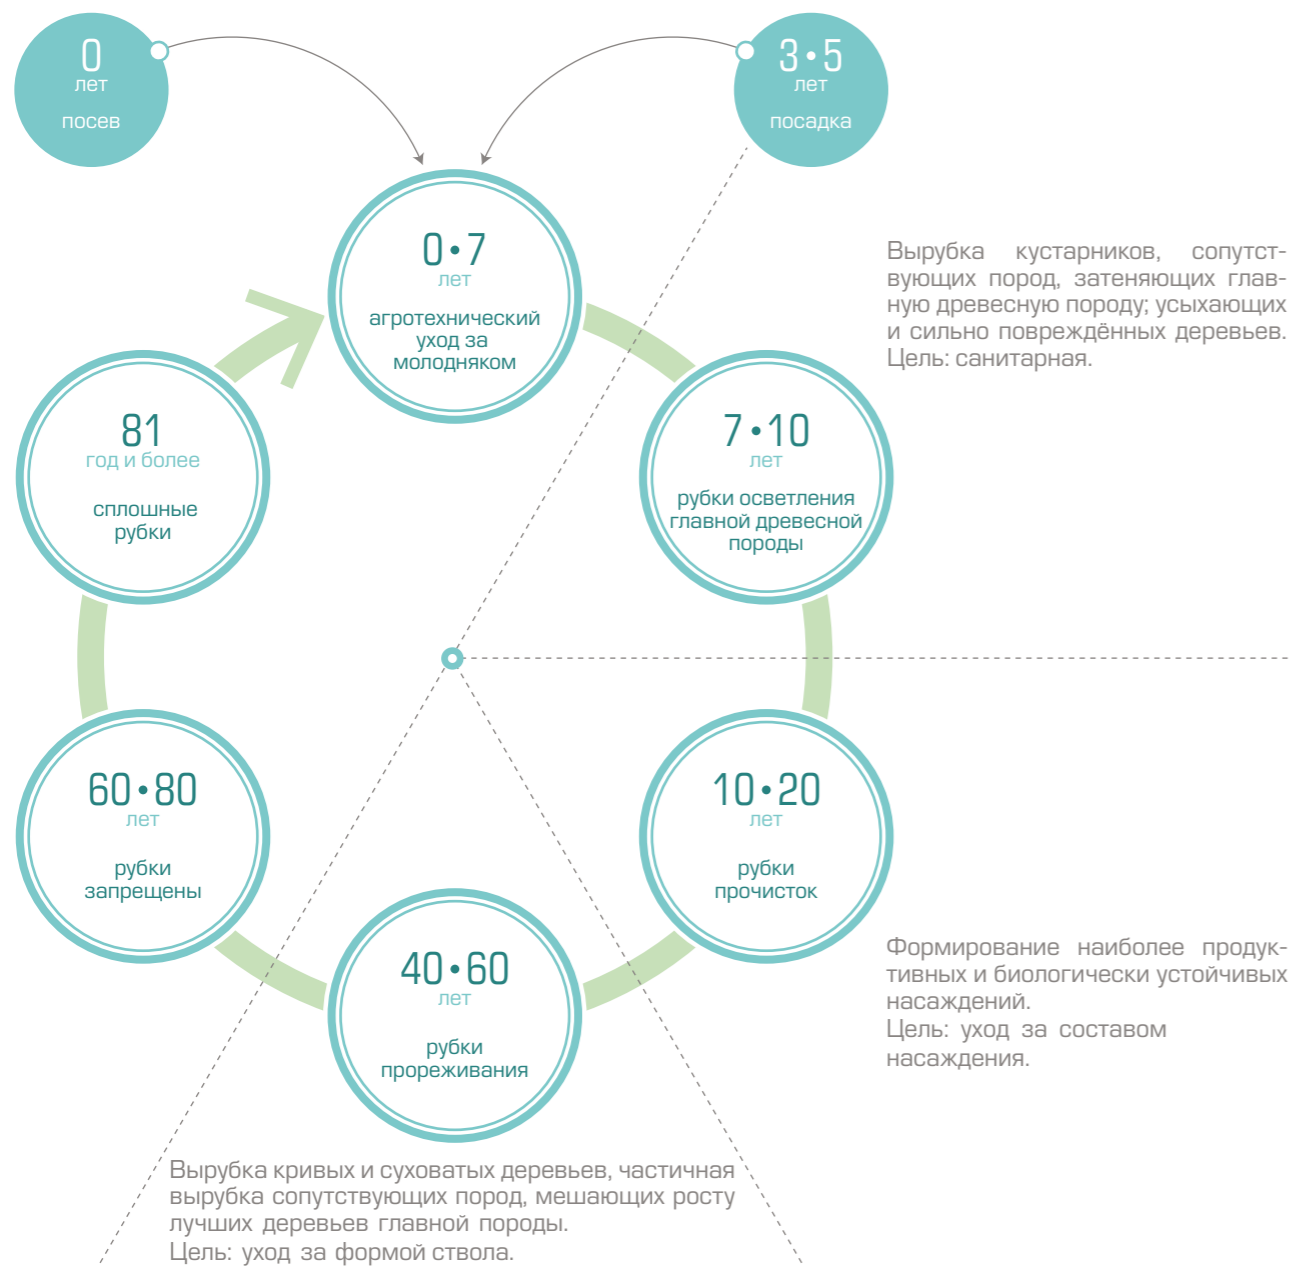 0
лет
посев
3•5
лет
посадка
0•7
лет
агротехнический
уход за
молодняком
Вырубка кустарников, сопутст-
вующих пород, затеняющих глав-
ную древесную породу; усыхающих
и сильно повреждённых деревьев.
Цель: санитарная.
81
год и более
сплошные
рубки
7•10
лет
рубки осветления
главной древесной
породы
60•80
лет
рубки
запрещены
10•20
лет
рубки
прочисток
40•60
лет
рубки
прореживания
Формирование наиболее продук-
тивных и биологически устойчивых
насаждений.
Цель: уход за составом
насаждения.
Вырубка кривых и суховатых деревьев, частичная
вырубка сопутствующих пород, мешающих росту
лучших деревьев главной породы.
Цель: уход за формой ствола.